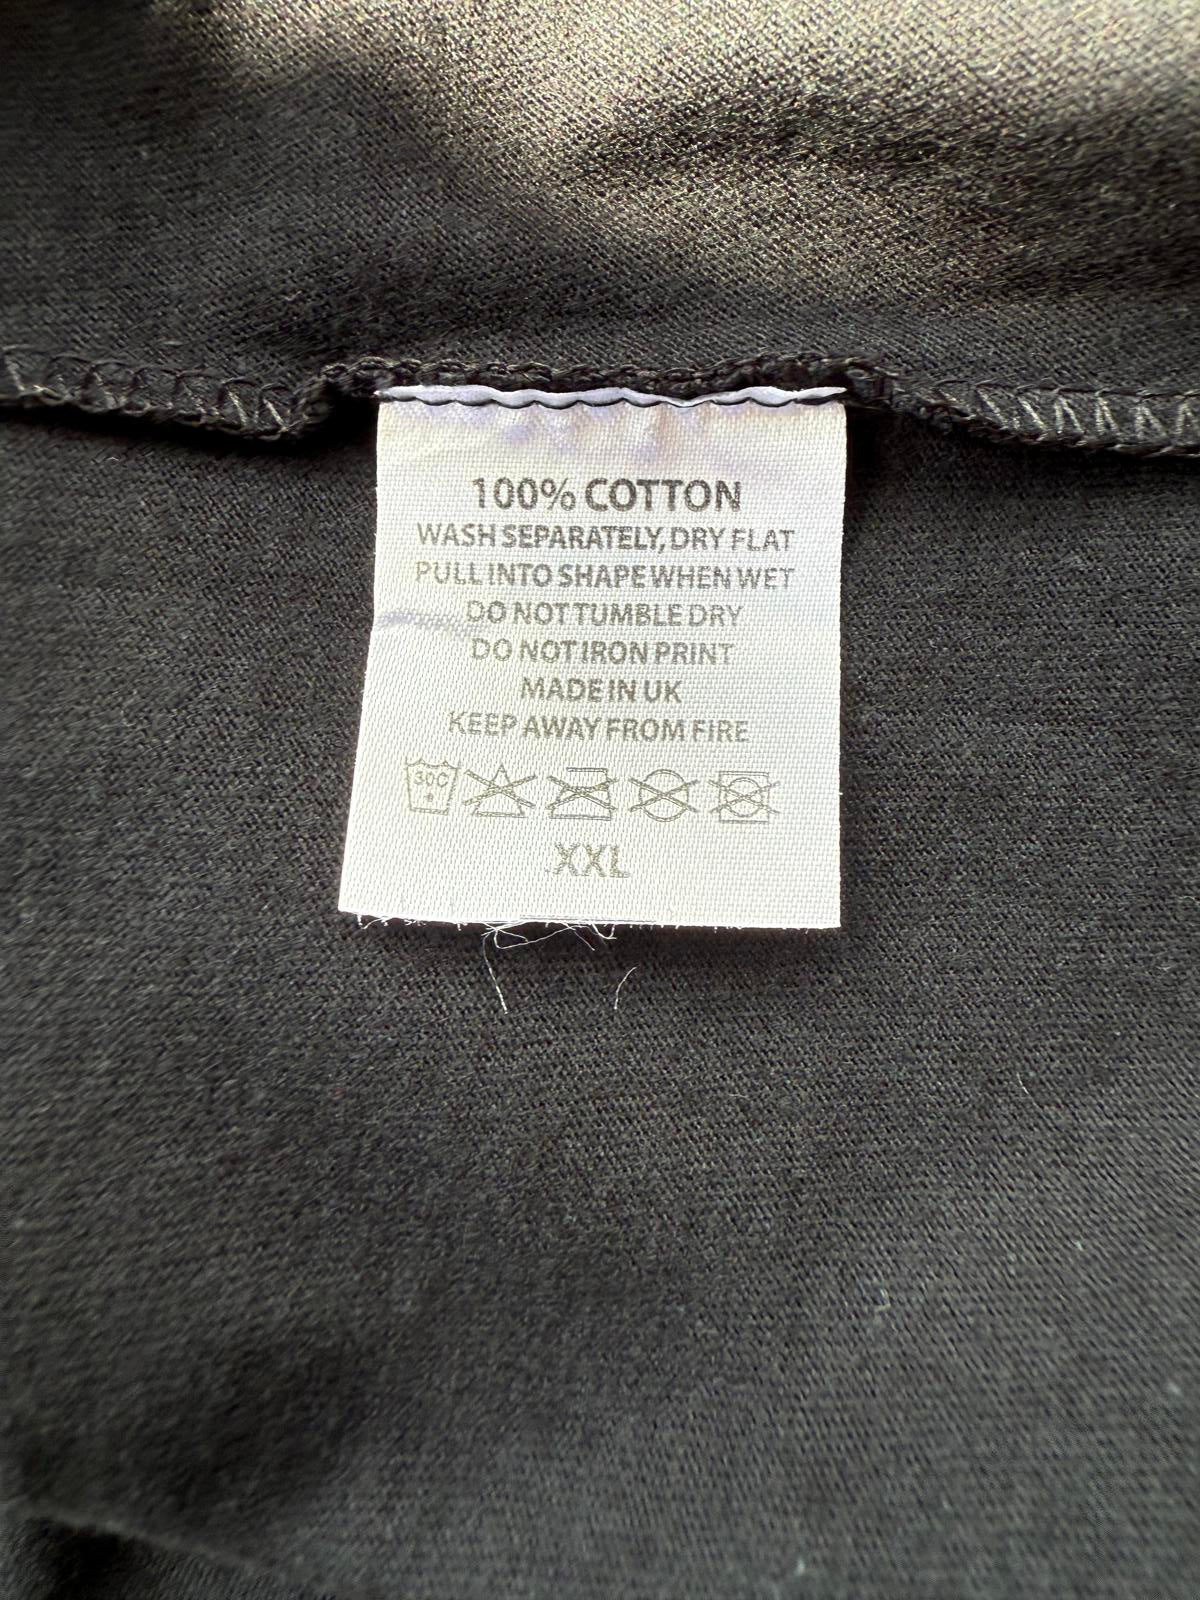 100% COTTON
WASH SEPARATELY, DRY FLAT
PULL INTO SHAPE WHEN WET
DO NOT TUMBLE DRY
DO NOT IRON PRINT
MADE IN UK
KEEP AWAY FROM FIRE
30C
XXL